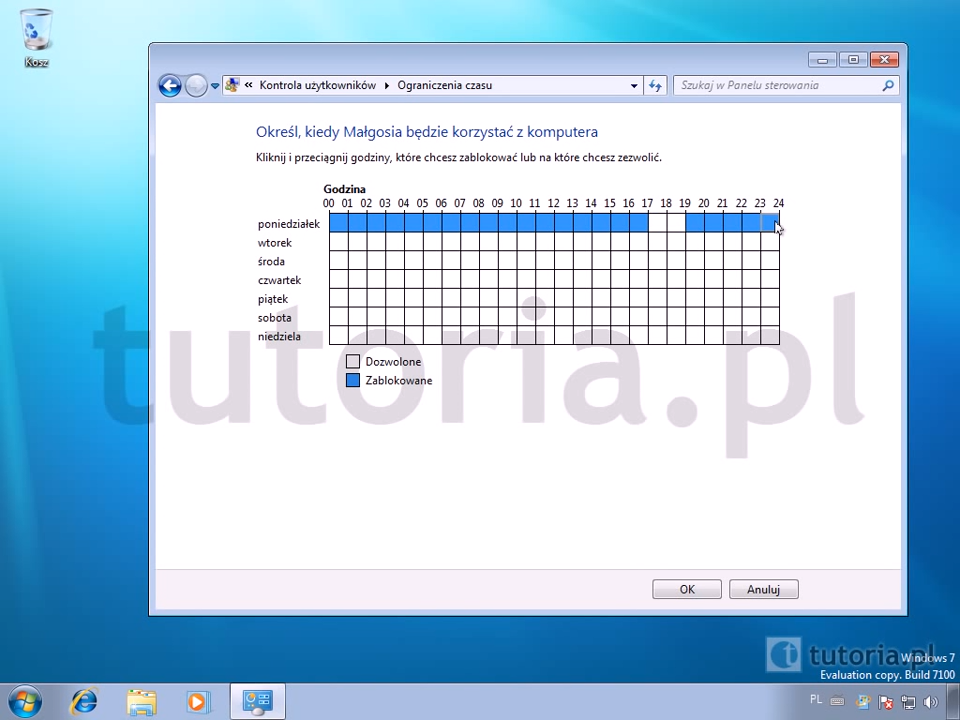 Kosz
« Kontrola użytkowników Ograniczenia czasu
Szukaj w Panelu sterowania
Określ, kiedy Małgosia będzie korzystać z komputera
Kliknij i przeciągnij godziny, które chcesz zablokować lub na które chcesz zezwolić.
Godzina
00 01 02 03 04 05 06 07 08 09 10 11 12 13 14 15 16 17 18 19 20 21 22 23 24
poniedziałek
wtorek
środa
czwartek
piątek
sobota
niedziela
Dozwolone
Zablokowane
tutoria.pl
OK Anuluj
t tutoria.pl
Windows 7
Evaluation copy. Build 7100
PL